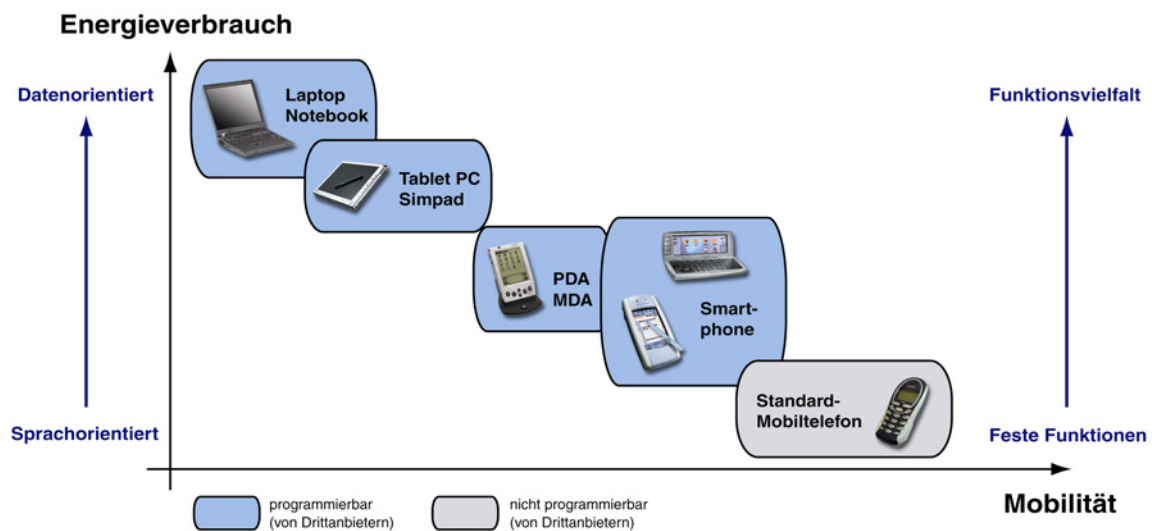 Energieverbrauch
Datenorientiert
Laptop
Notebook
Funktionsvielfalt
Tablet PC
Simpad
PDA
MDA
Smart-
phone
Standard-
Mobiltelefon
Sprachorientiert
Feste Funktionen
programmierbar
(von Drittanbietern)
nicht programmierbar
(von Drittanbietern)
Mobilität